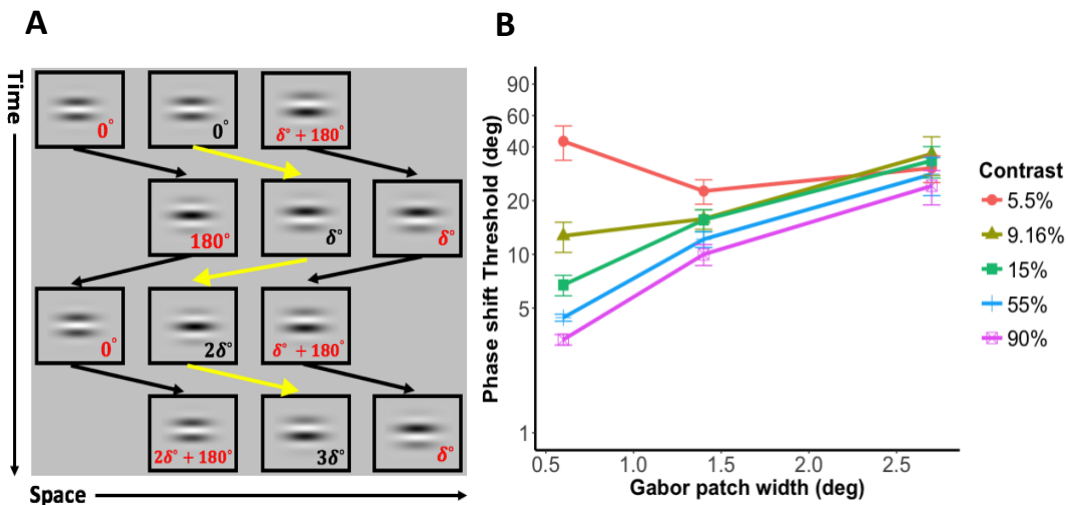 A
Time
0°
0°
δ° + 180°
180°
δ°
δ°
0°
2δ°
δ° + 180°
2δ° + 180°
3δ°
δ°
Space
B
Phase shift Threshold (deg)
90
60
40
20
10
5
1
0.5
1.0
1.5
2.0
2.5
Gabor patch width (deg)
Contrast
5.5%
9.16%
15%
55%
90%